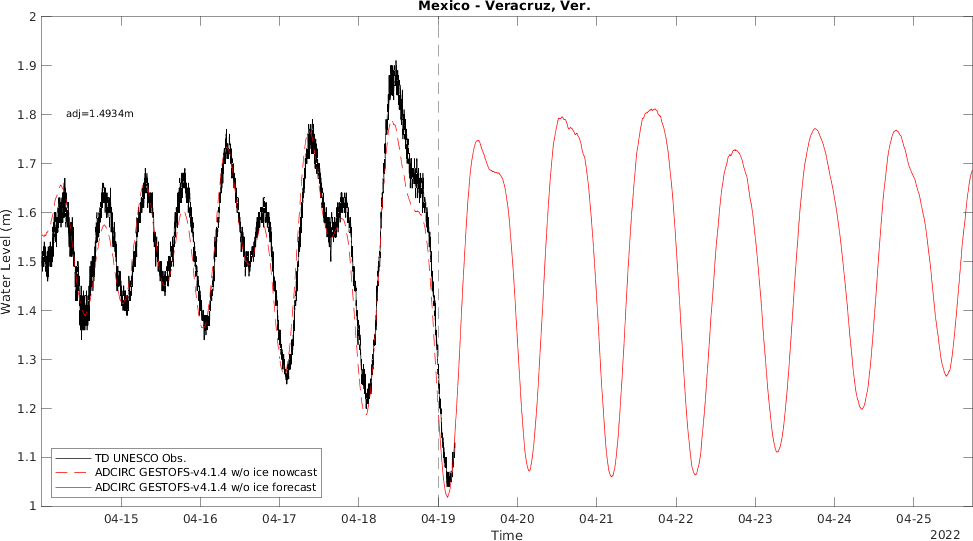 Mexico - Veracruz, Ver.
2
1.9
1.8
1.7
1.6
1.5
1.4
1.3
1.2
1.1
1
Water Level (m)
adj=1.4934m
TD UNESCO Obs.
ADCIRC GESTOFS-v4.1.4 w/o ice nowcast
ADCIRC GESTOFS-v4.1.4 w/o ice forecast
04-15 04-16 04-17 04-18 04-19 04-20 04-21 04-22 04-23 04-24 04-25
Time
2022